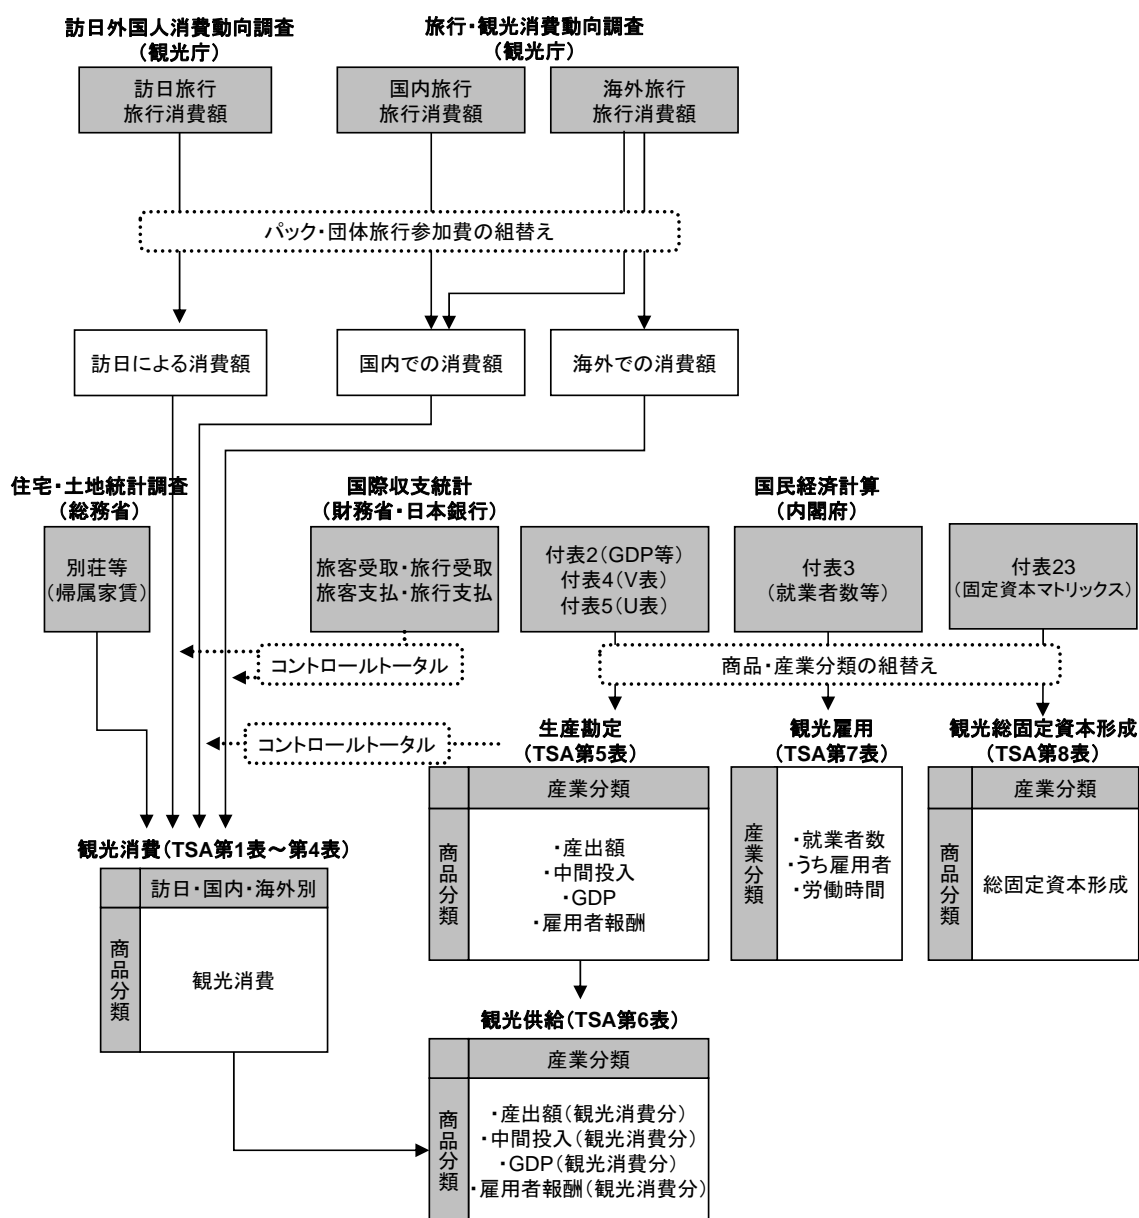 訪日外国人消費動向調査
(観光庁)
旅行・観光消費動向調査
(観光庁)
訪日旅行
旅行消費額
国内旅行
旅行消費額
海外旅行
旅行消費額
パック・団体旅行参加費の組替え
訪日による消費額
国内での消費額
海外での消費額
住宅・土地統計調査
(総務省)
国際収支統計
(財務省・日本銀行)
国民経済計算
(内閣府)
別荘等
(帰属家賃)
旅客受取・旅行受取
旅客支払・旅行支払
付表2(GDP等)
付表4(V表)
付表5(U表)
付表3
(就業者数等)
付表23
(固定資本マトリックス)
コントロールトータル
商品・産業分類の組替え
コントロールトータル
生産勘定
(TSA第5表)
観光雇用
(TSA第7表)
観光総固定資本形成
(TSA第8表)
産業分類
商品分類
・産出額
・中間投入
・GDP
・雇用者報酬
産業分類
・就業者数
・うち雇用者
・労働時間
産業分類
商品分類
総固定資本形成
観光消費(TSA第1表~第4表)
訪日・国内・海外別
商品分類
観光消費
観光供給(TSA第6表)
産業分類
商品分類
・産出額(観光消費分)
・中間投入(観光消費分)
・GDP(観光消費分)
・雇用者報酬(観光消費分)